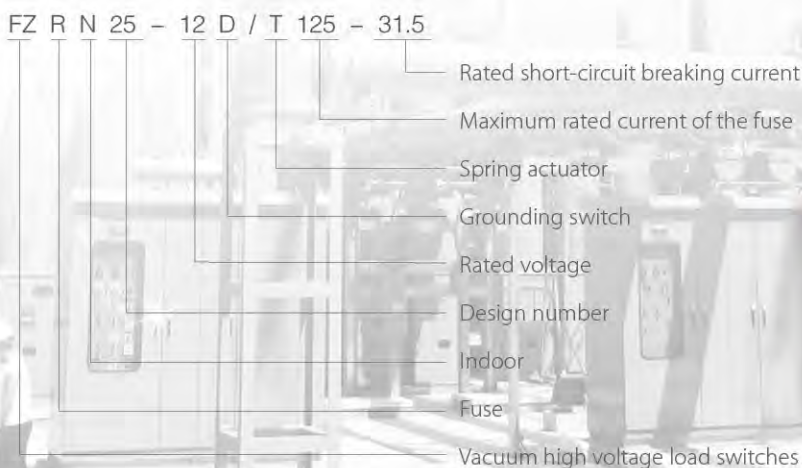 FZ R N 25 – 12 D / T 125 – 31.5
Rated short-circuit breaking current
Maximum rated current of the fuse
Spring actuator
Grounding switch
Rated voltage
Design number
Indoor
Fuse
Vacuum high voltage load switches